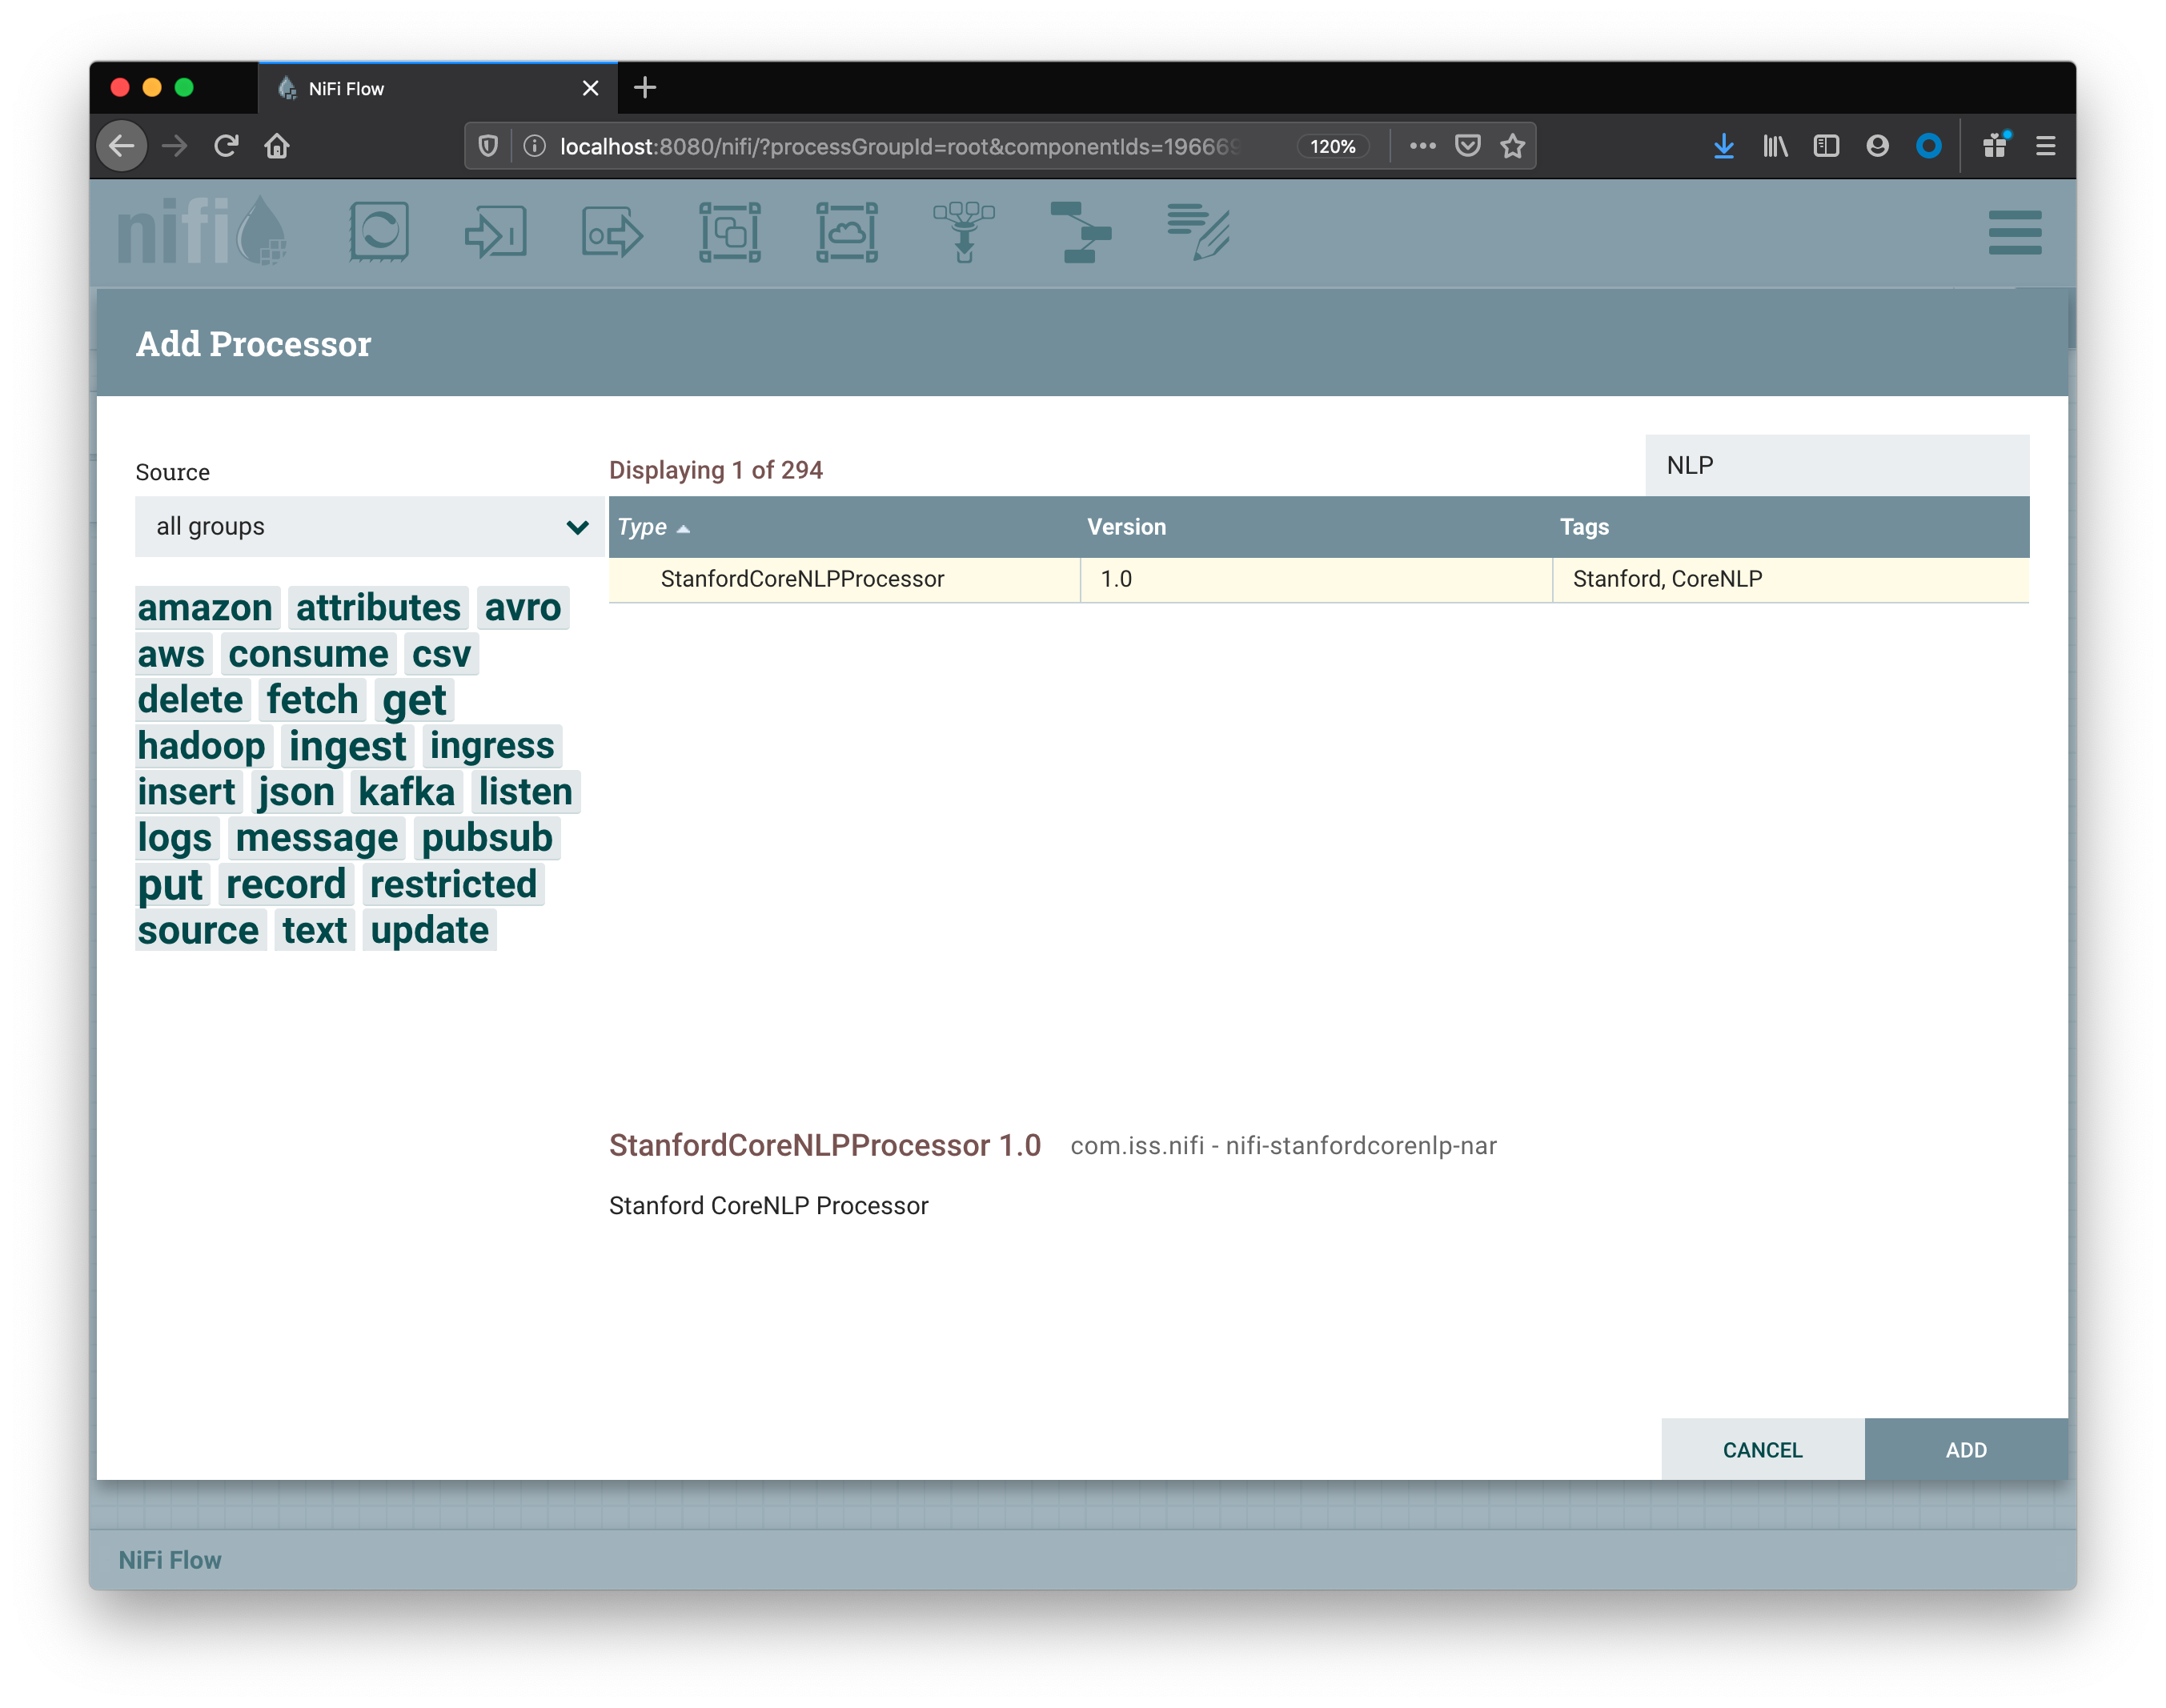 NiFi Flow
localhost:8080/nifi/?processGroupId=root&componentIds=196669
120%
nifi
Add Processor
Source
Displaying 1 of 294
NLP
all groups
Type Version Tags
StanfordCoreNLPProcessor 1.0 Stanford, CoreNLP
amazon attributes avro
aws consume csv
delete fetch get
hadoop ingest ingress
insert json kafka listen
logs message pubsub
put record restricted
source text update
StanfordCoreNLPProcessor 1.0 com.iss.nifi - nifi-stanfordcorenlp-nar
Stanford CoreNLP Processor
CANCEL ADD
NiFi Flow